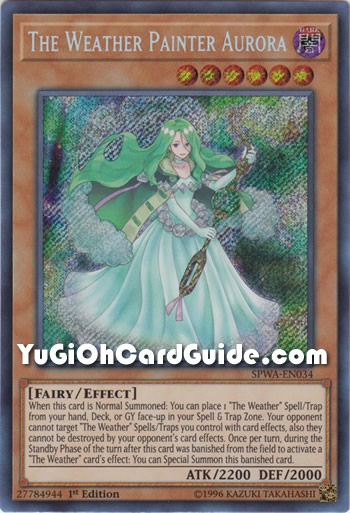 THE WEATHER PAINTER AURORA
DARK
闇
YuGiOhCardGuide.com
SPWA-EN034
[FAIRY/EFFECT]
When this card is Normal Summoned: You can place 1 "The Weather" Spell/Trap
from your hand, Deck, or GY face-up in your Spell & Trap Zone. Your opponent
cannot target "The Weather" Spells/Traps you control with card effects, also they
cannot be destroyed by your opponent's card effects. Once per turn, during the
Standby Phase of the turn after this card was banished from the field to activate a
"The Weather" card's effect: You can Special Summon this banished card.
ATK/2200 DEF/2000
27784944 1st Edition ©1996 KAZUKI TAKAHASHI